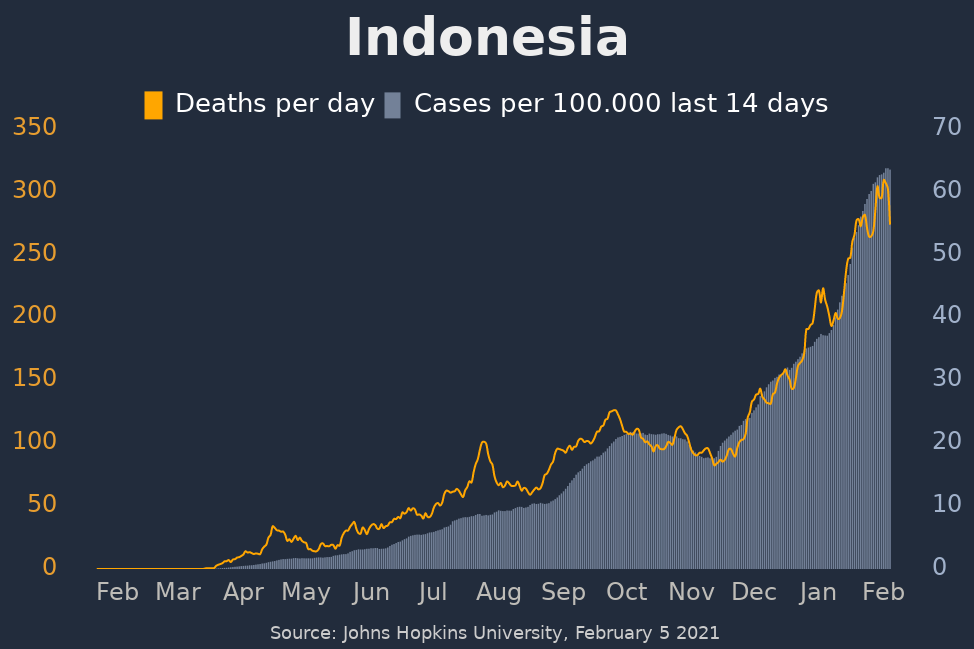 Indonesia
Deaths per day Cases per 100.000 last 14 days
350 70
300 60
250 50
200 40
150 30
100 20
50 10
0 0
Feb Mar Apr May Jun Jul Aug Sep Oct Nov Dec Jan Feb
Source: Johns Hopkins University, February 5 2021